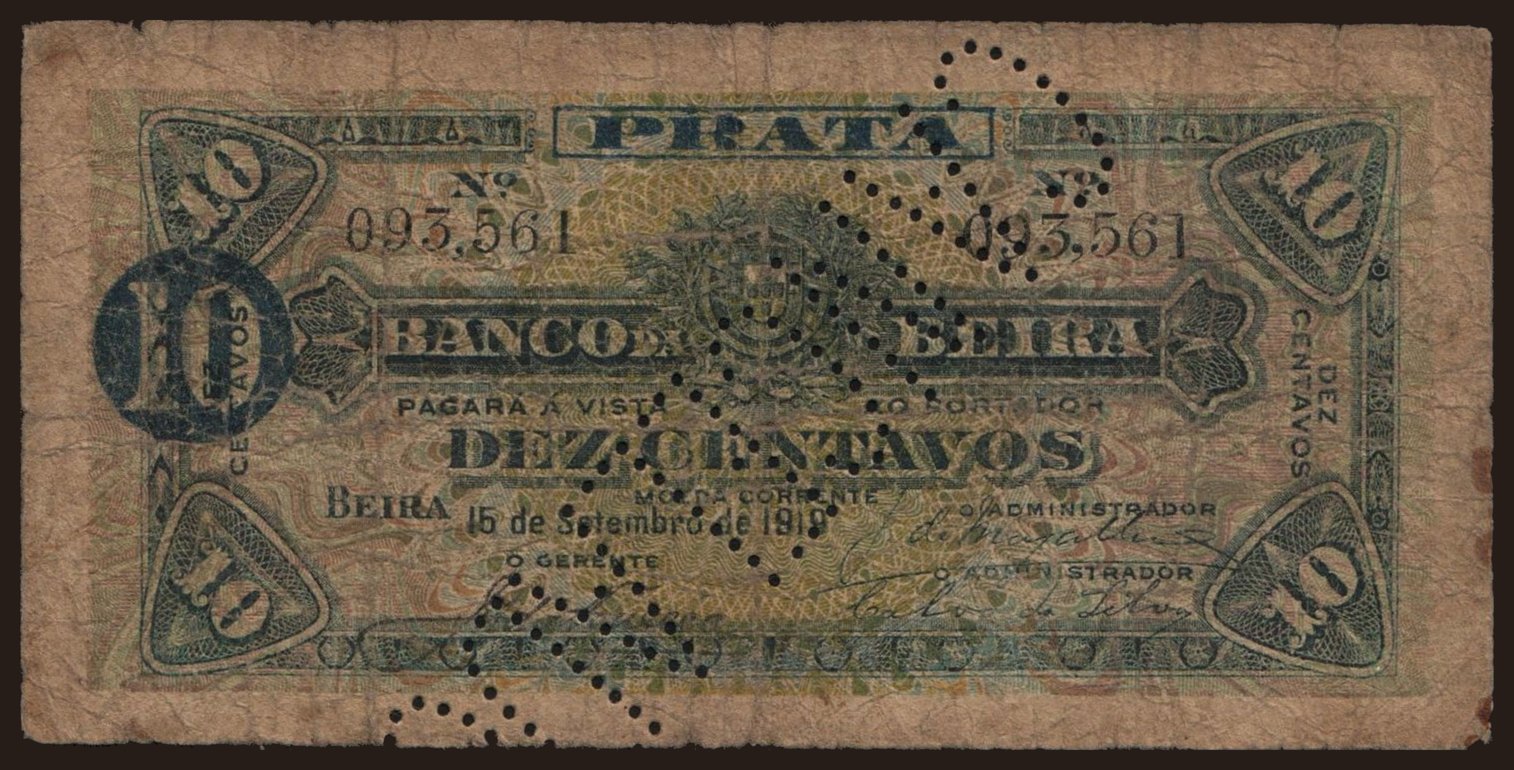 PRATA
10
10
Nº
Nº
093,561
093,561
10
DEZ
CENTAVOS
BANCO DA BEIRA
DEZ
CENTAVOS
PAGARÁ Á VISTA AO PORTADOR
DEZ CENTAVOS
MOEDA CORRENTE
BEIRA 15 de Setembro de 1919
O ADMINISTRADOR
O GERENTE
O ADMINISTRADOR
10
10